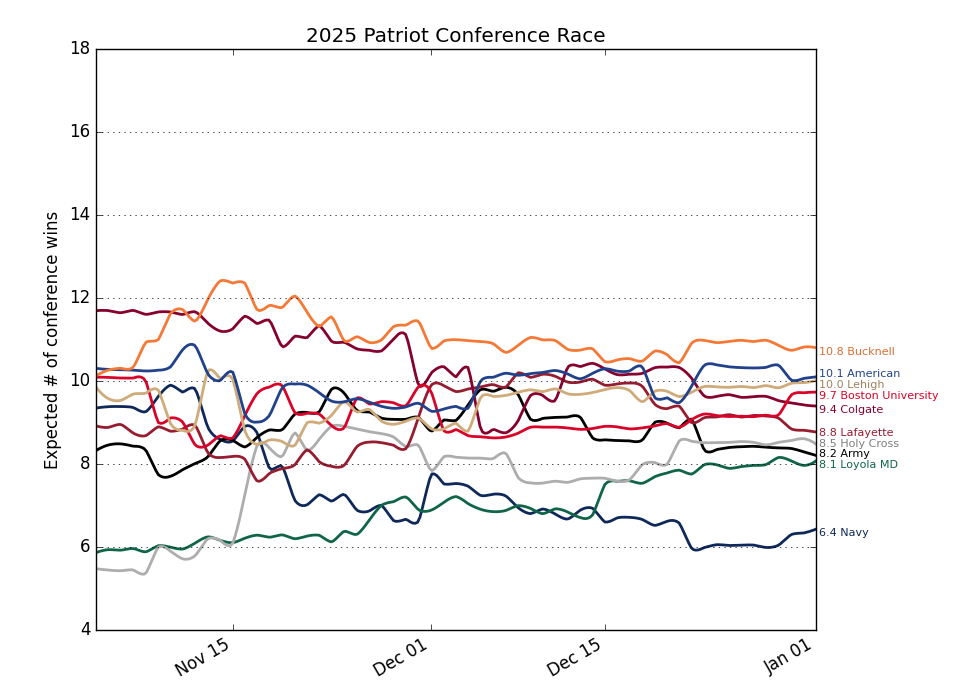 2025 Patriot Conference Race
Expected # of conference wins
18
16
14
12
10
8
6
4
Nov 15
Dec 01
Dec 15
Jan 01
10.8 Bucknell
10.1 American
10.0 Lehigh
9.7 Boston University
9.4 Colgate
8.8 Lafayette
8.5 Holy Cross
8.2 Army
8.1 Loyola MD
6.4 Navy